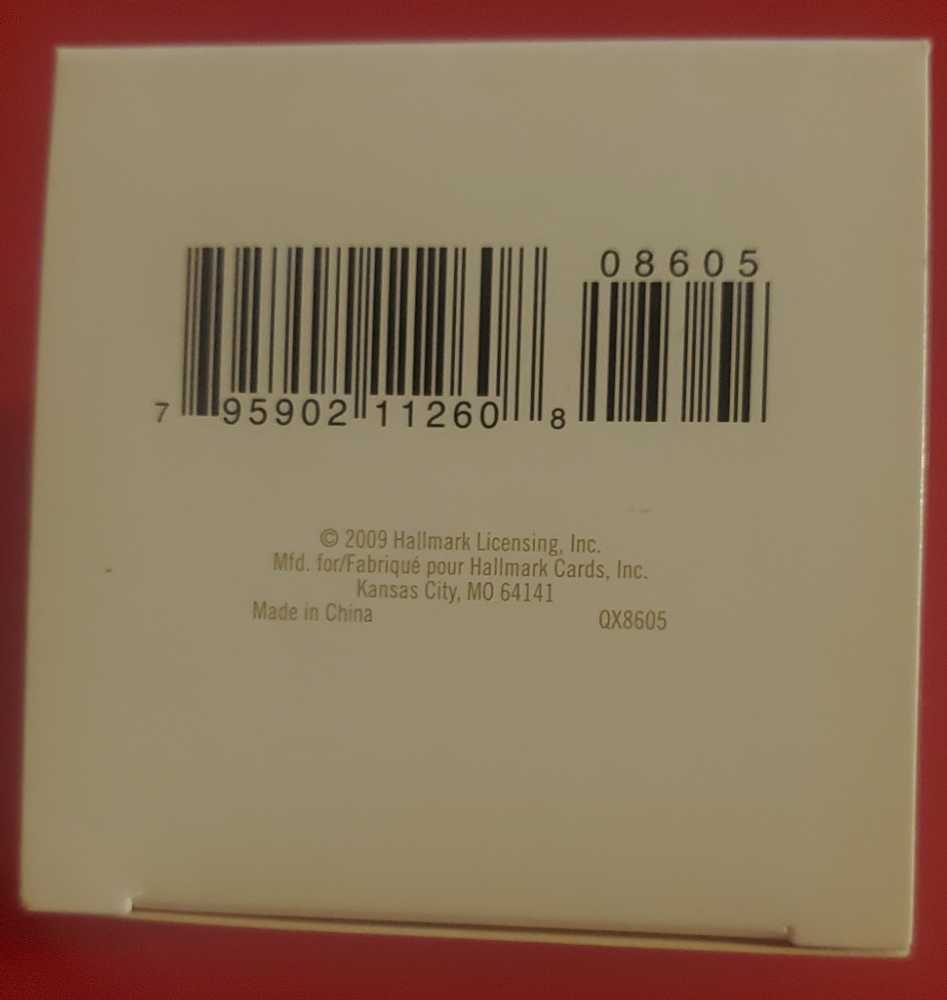 08605
7 95902 11260 8
© 2009 Hallmark Licensing, Inc.
Mfd. for/Fabriqué pour Hallmark Cards, Inc.
Kansas City, MO 64141
Made in China QX8605